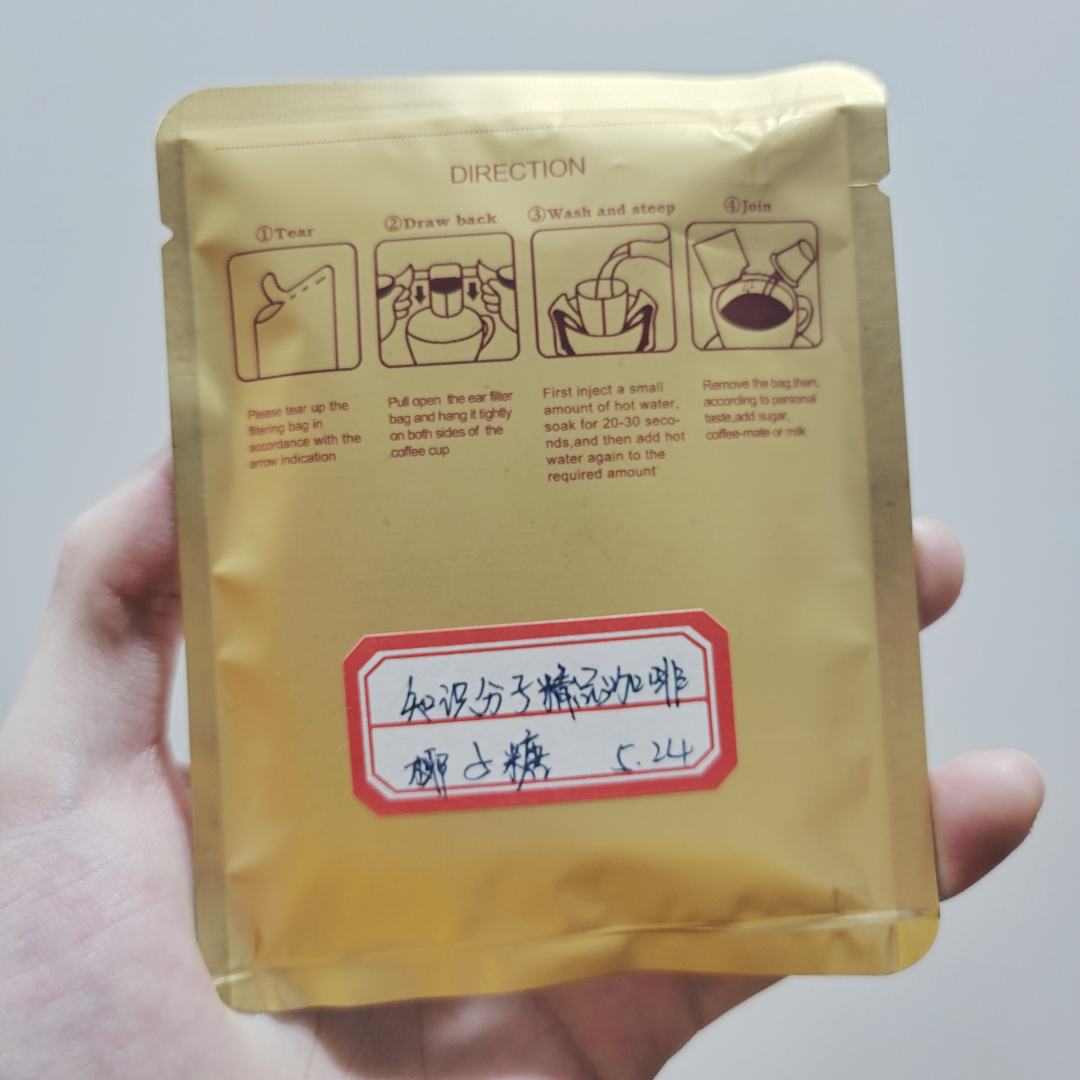 DIRECTION
①Tear
②Draw back
③Wash and steep
④Join
Please tear up the
filtering bag in
accordance with the
arrow indication
Pull open the ear filter
bag and hang it tightly
on both sides of the
coffee cup
First inject a small
amount of hot water,
soak for 20-30 seco-
nds,and then add hot
water again to the
required amount
Remove the bag,then,
according to personal
taste,add sugar,
coffee-mate or milk
知识分子精品咖啡
椰子糖 5.24